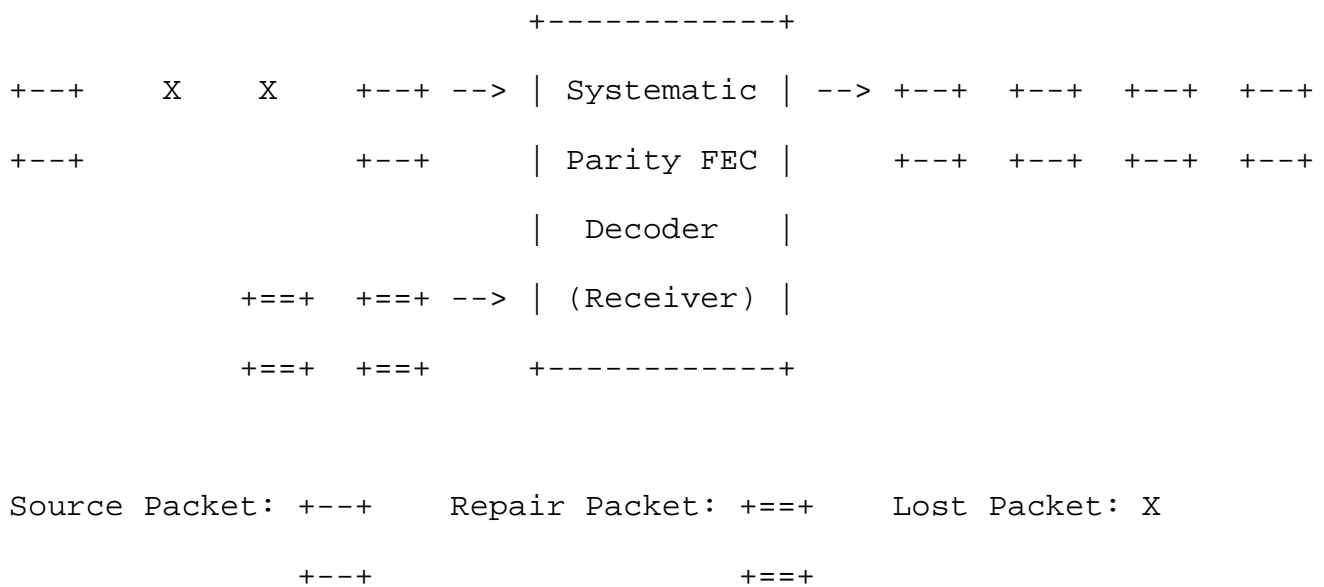 +------------+
+--+    X    X    +--+ --> | Systematic | --> +--+  +--+  +--+  +--+
+--+              +--+     | Parity FEC |     +--+  +--+  +--+  +--+
                           |  Decoder   |
            +==+  +==+ --> | (Receiver) |
            +==+  +==+     +------------+

Source Packet: +--+    Repair Packet: +==+    Lost Packet: X
               +--+                   +==+